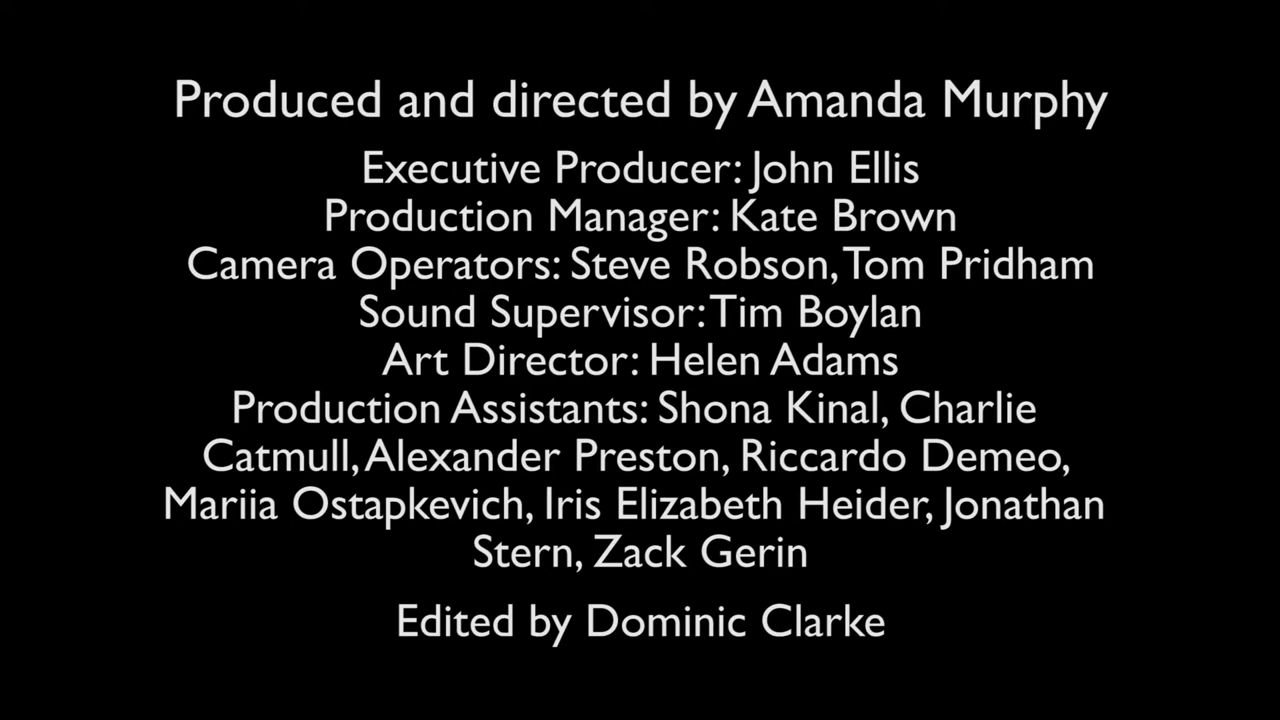 Produced and directed by Amanda Murphy
Executive Producer: John Ellis
Production Manager: Kate Brown
Camera Operators: Steve Robson, Tom Pridham
Sound Supervisor: Tim Boylan
Art Director: Helen Adams
Production Assistants: Shona Kinal, Charlie
Catmull, Alexander Preston, Riccardo Demeo,
Mariia Ostapkevich, Iris Elizabeth Heider, Jonathan
Stern, Zack Gerin
Edited by Dominic Clarke